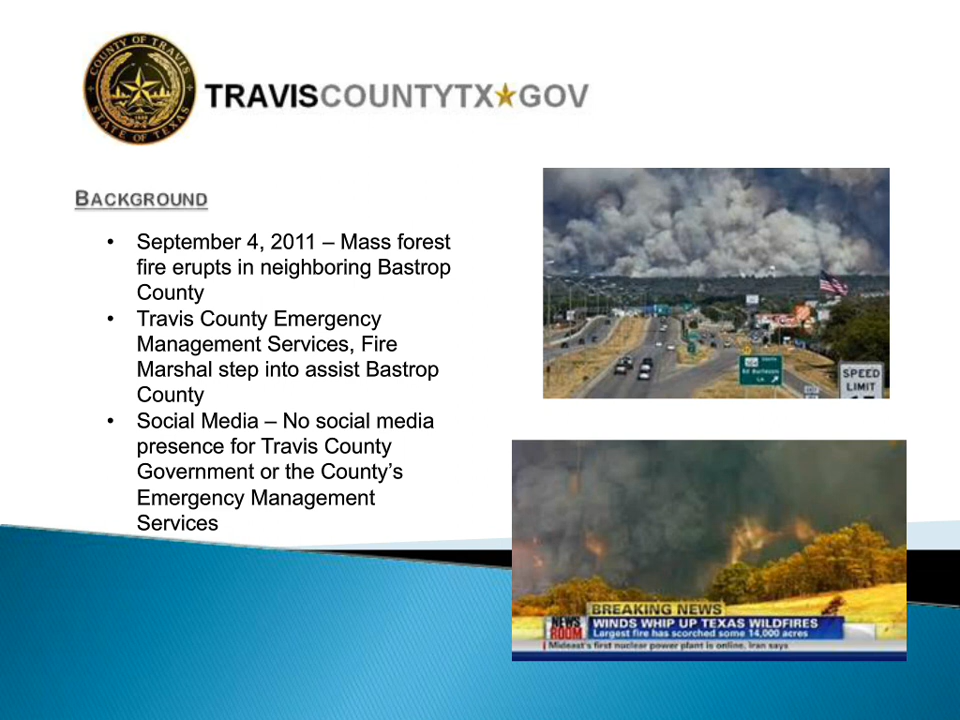 COUNTY OF TRAVIS
STATE OF TEXAS
TRAVISCOUNTYTX★GOV
BACKGROUND
• September 4, 2011 – Mass forest
fire erupts in neighboring Bastrop
County
• Travis County Emergency
Management Services, Fire
Marshal step into assist Bastrop
County
• Social Media – No social media
presence for Travis County
Government or the County’s
Emergency Management
Services
SPEED
LIMIT
BREAKING NEWS
NEWS
ROOM
WINDS WHIP UP TEXAS WILDFIRES
Largest fire has scorched some 14,000 acres
Mideast's first nuclear power plant is online, Iran says